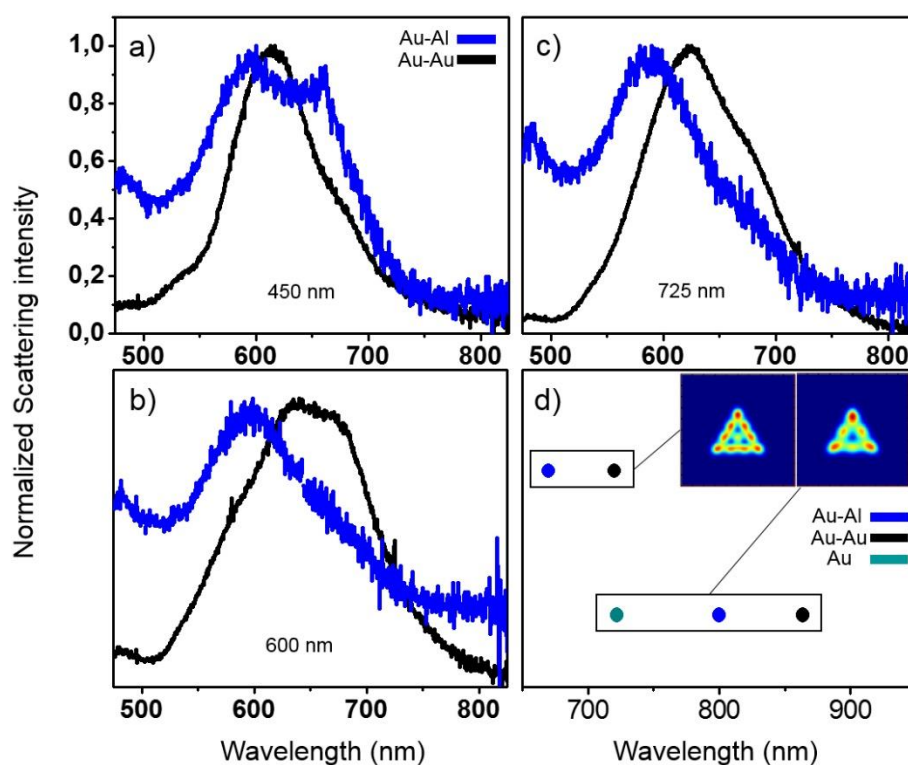 Normalized Scattering intensity
a)
Au-Al
Au-Au
450 nm
1,0
0,8
0,6
0,4
0,2
0,0
500 600 700 800
c)
725 nm
500 600 700 800
b)
600 nm
500 600 700 800
Wavelength (nm)
d)
Au-Al
Au-Au
Au
700 800 900
Wavelength (nm)